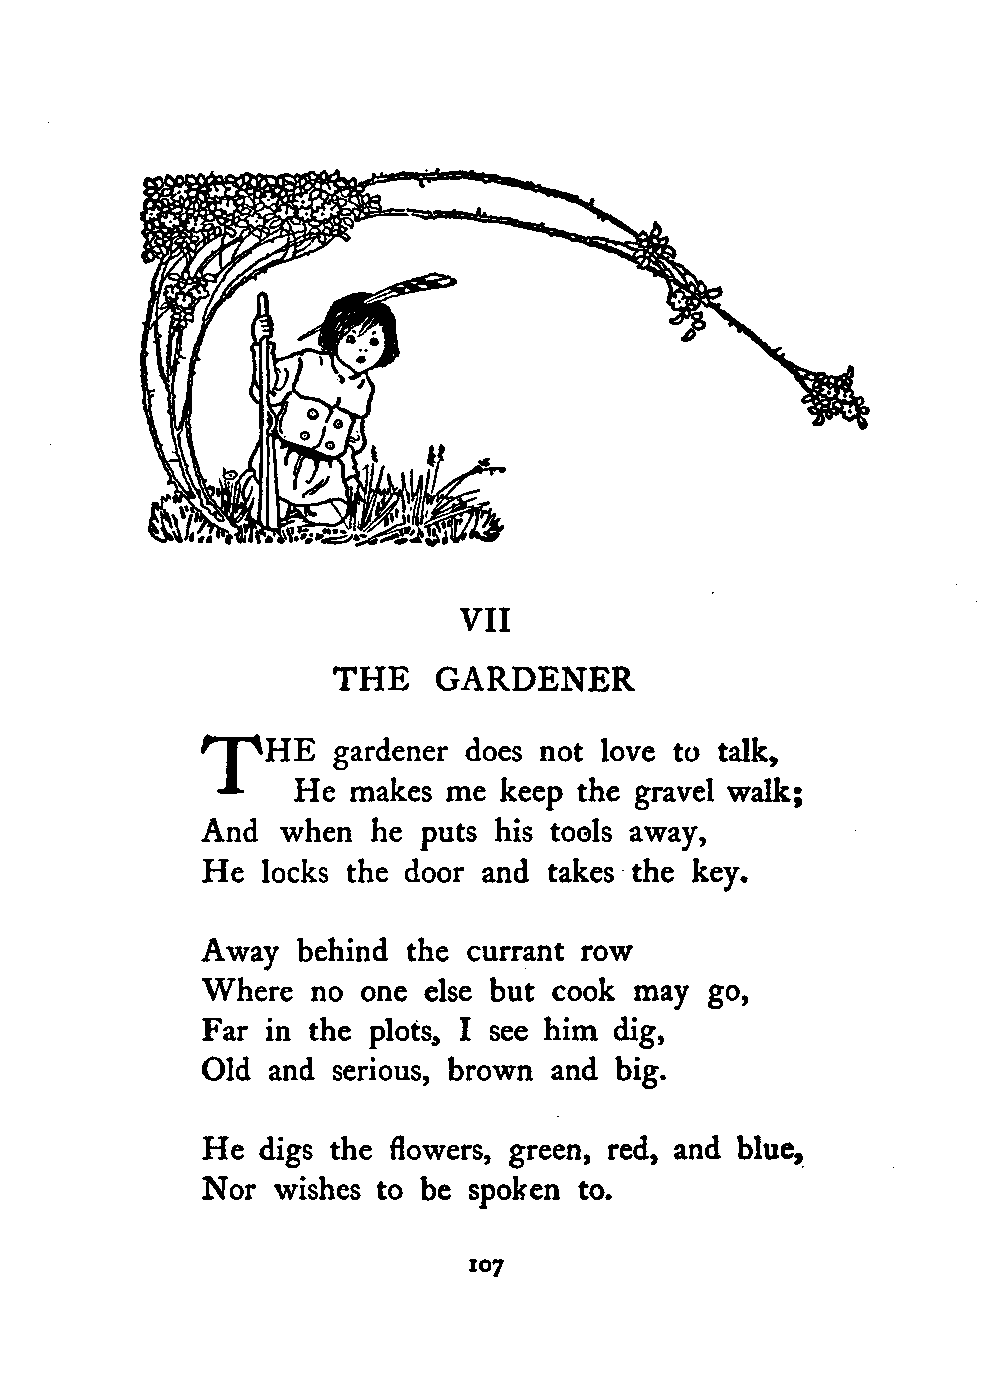 VII
THE GARDENER
THE gardener does not love to talk,
He makes me keep the gravel walk;
And when he puts his tools away,
He locks the door and takes the key.
Away behind the currant row
Where no one else but cook may go,
Far in the plots, I see him dig,
Old and serious, brown and big.
He digs the flowers, green, red, and blue,
Nor wishes to be spoken to.
107